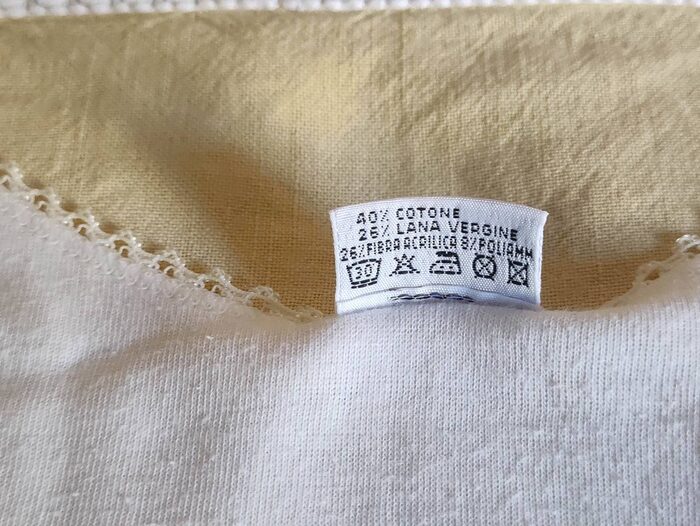 40% COTONE
26% LANA VERGINE
26%FIBRA ACRILICA 8%POLIAMM
30